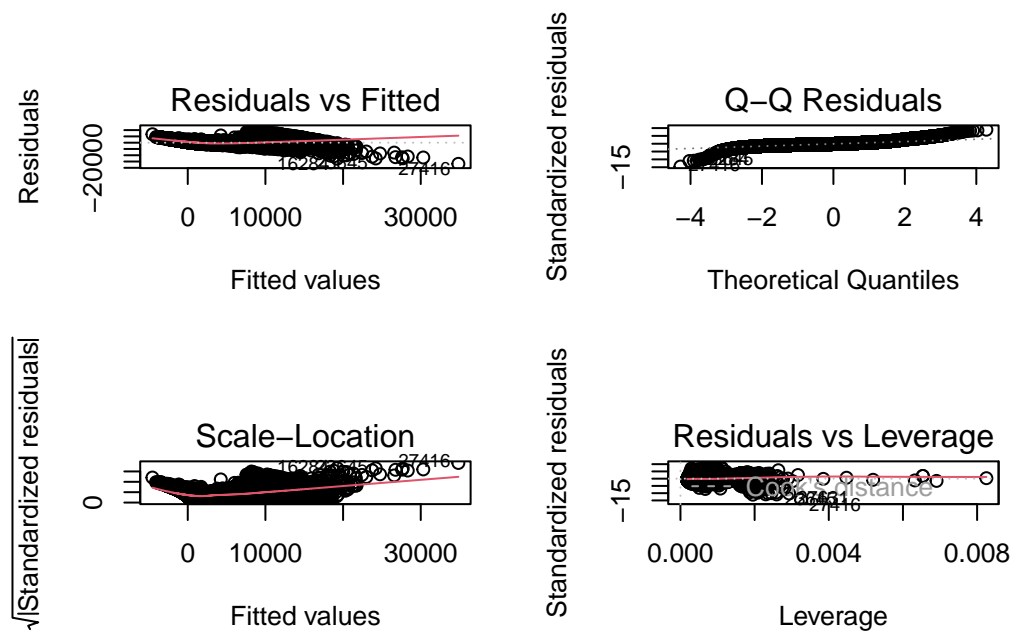 Residuals vs Fitted
Residuals
−20000
27416
0 10000 30000
Fitted values
Q−Q Residuals
Standardized residuals
−15
−4 −2 0 2 4
Theoretical Quantiles
Scale−Location
√|Standardized residuals|
0
27416
0 10000 30000
Fitted values
Residuals vs Leverage
Standardized residuals
−15
Cook's distance
27416
0.000 0.004 0.008
Leverage